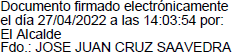 Documento firmado electrónicamente
el día 27/04/2022 a las 14:03:54 por:
El Alcalde
Fdo.: JOSE JUAN CRUZ SAAVEDRA